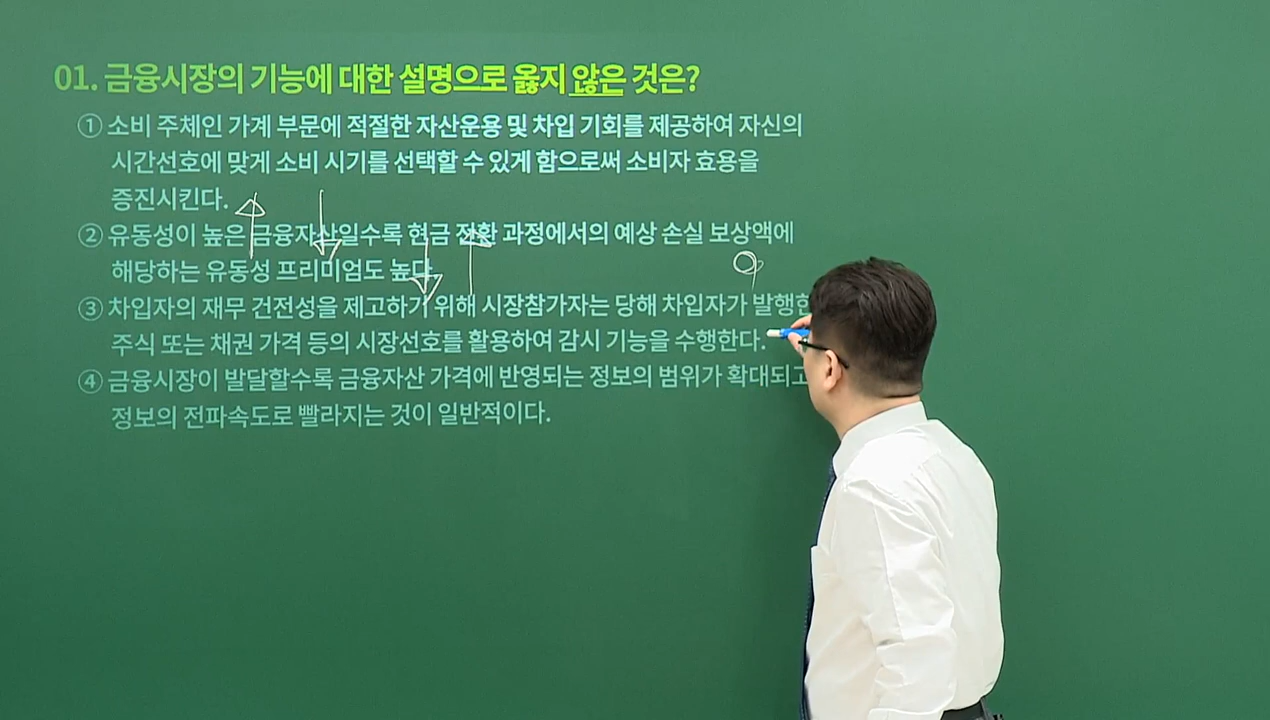 01. 금융시장의 기능에 대한 설명으로 옳지 않은 것은?
① 소비 주체인 가계 부문에 적절한 자산운용 및 차입 기회를 제공하여 자신의
시간선호에 맞게 소비 시기를 선택할 수 있게 함으로써 소비자 효용을
증진시킨다.
② 유동성이 높은 금융자산일수록 현금 전환 과정에서의 예상 손실 보상액에
해당하는 유동성 프리미엄도 높다.
③ 차입자의 재무 건전성을 제고하기 위해 시장참가자는 당해 차입자가
주식 또는 채권 가격 등의 시장선호를 활용하여 감시 기능을 수행한다.
④ 금융시장이 발달할수록 금융자산 가격에 반영되는 정보의 범위가 확대되고
정보의 전파속도로 빨라지는 것이 일반적이다.